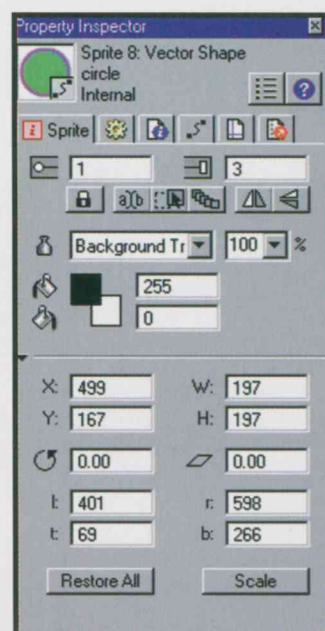 Property Inspector
Sprite 8: Vector Shape
circle
Internal
Sprite
1 3
a)(b
Background Tr 100 %
255
0
X: 499 W: 197
Y: 167 H: 197
0.00 0.00
l: 401 r: 598
t: 69 b: 266
Restore All Scale